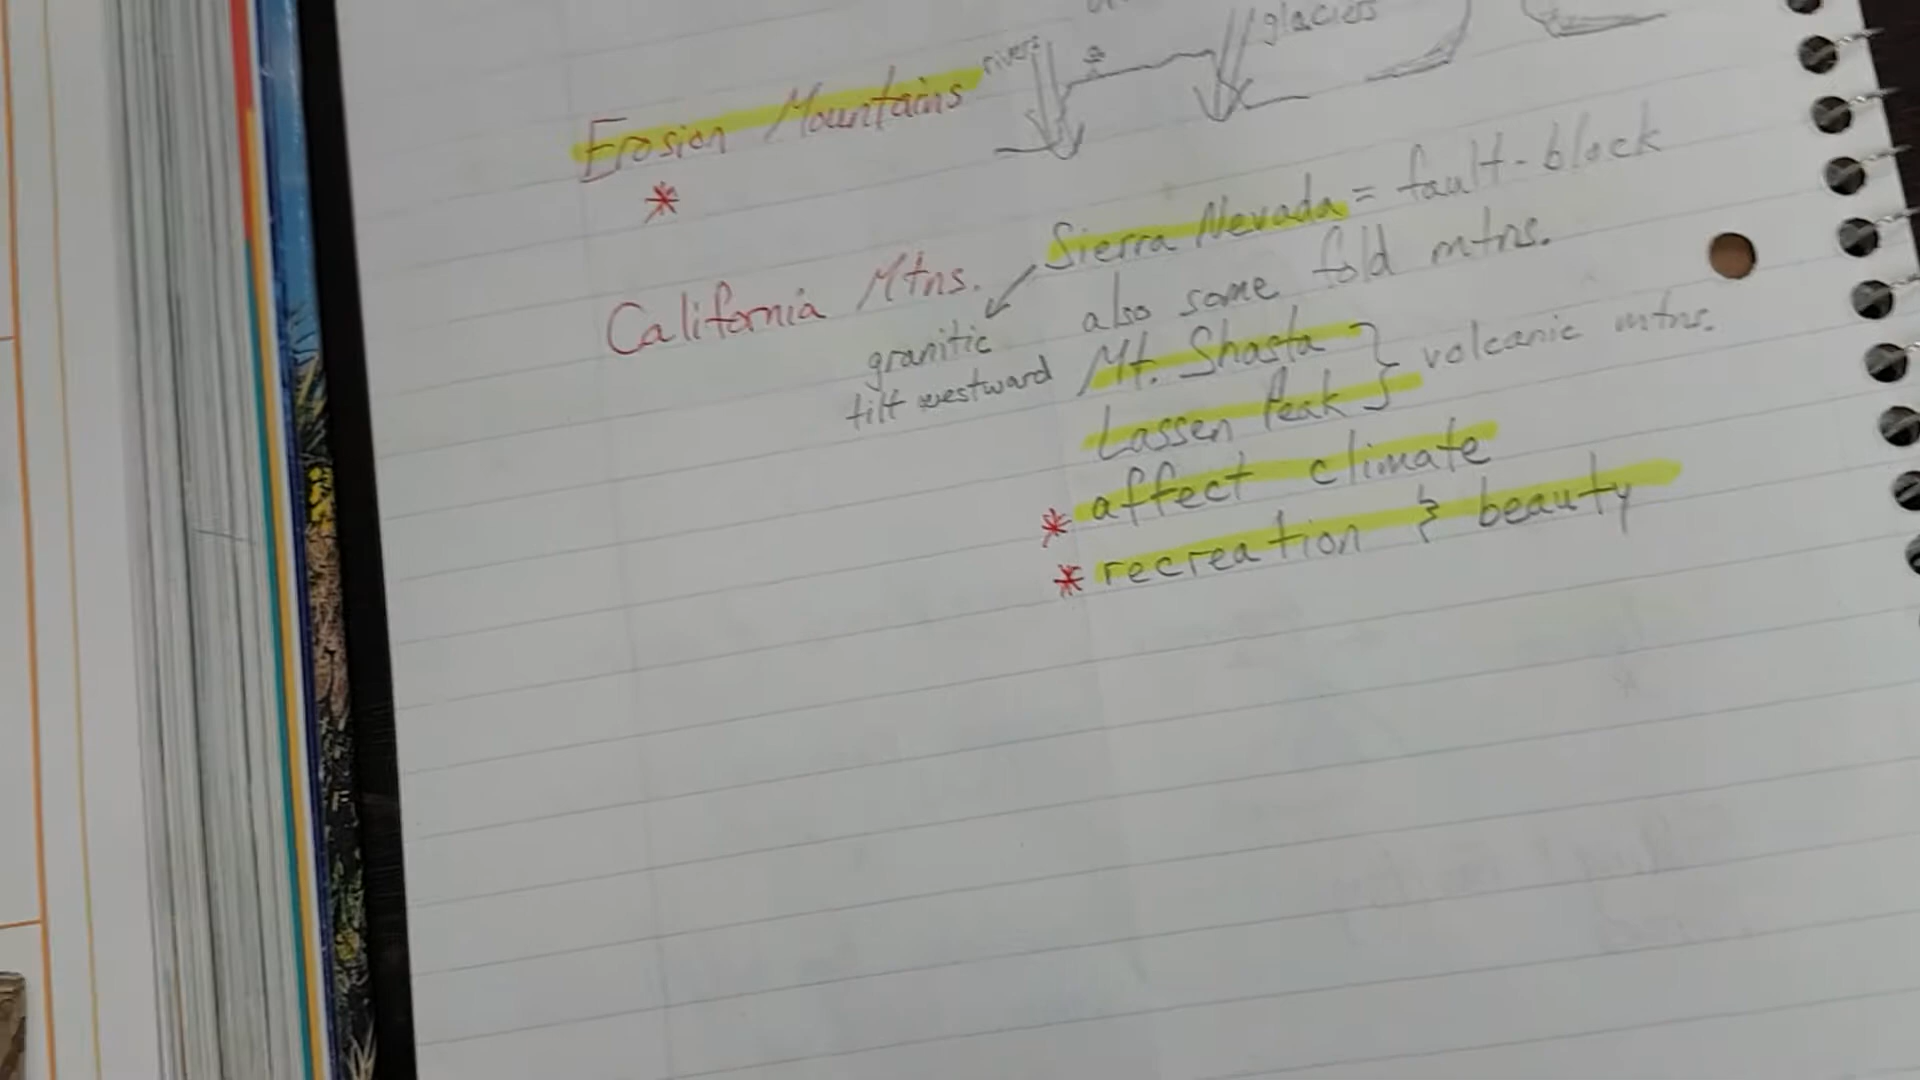 glaciers
Erosion Mountains rivers
*
California Mtns. Sierra Nevada = fault-block
also some fold mtns.
granitic
tilt westward
Mt. Shasta } volcanic mtns.
Lassen Peak
* affect climate
* recreation & beauty